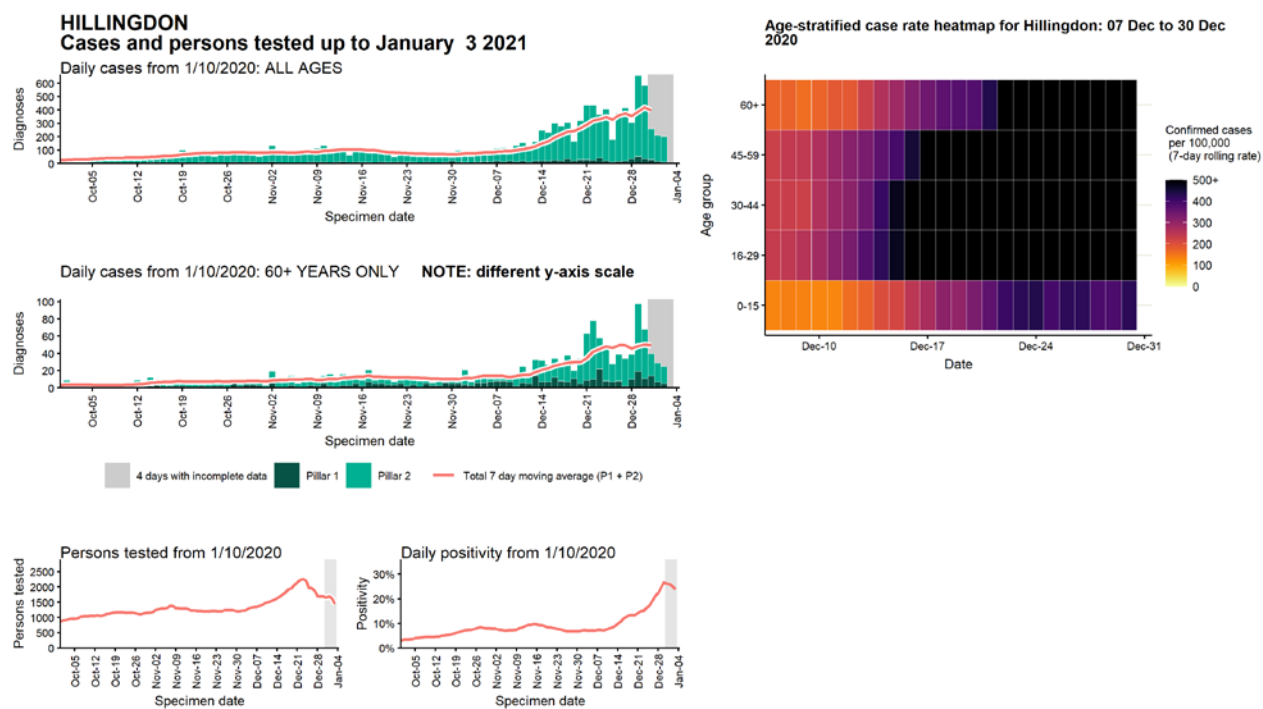 HILLINGDON
Cases and persons tested up to January 3 2021
Daily cases from 1/10/2020: ALL AGES
Diagnoses
600
500
400
300
200
100
0
Oct-05
Oct-12
Oct-19
Oct-26
Nov-02
Nov-09
Nov-16
Nov-23
Nov-30
Dec-07
Dec-14
Dec-21
Dec-28
Jan-04
Specimen date
Daily cases from 1/10/2020: 60+ YEARS ONLY NOTE: different y-axis scale
Diagnoses
100
80
60
40
20
0
Oct-05
Oct-12
Oct-19
Oct-26
Nov-02
Nov-09
Nov-16
Nov-23
Nov-30
Dec-07
Dec-14
Dec-21
Dec-28
Jan-04
Specimen date
4 days with incomplete data
Pillar 1
Pillar 2
Total 7 day moving average (P1 + P2)
Persons tested from 1/10/2020
Persons tested
2500
2000
1500
1000
500
0
Oct-05
Oct-12
Oct-19
Oct-26
Nov-02
Nov-09
Nov-16
Nov-23
Nov-30
Dec-07
Dec-14
Dec-21
Dec-28
Jan-04
Specimen date
Daily positivity from 1/10/2020
Positivity
30%
20%
10%
0%
Oct-05
Oct-12
Oct-19
Oct-26
Nov-02
Nov-09
Nov-16
Nov-23
Nov-30
Dec-07
Dec-14
Dec-21
Dec-28
Jan-04
Specimen date
Age-stratified case rate heatmap for Hillingdon: 07 Dec to 30 Dec
2020
Age group
60+
45-59
30-44
16-29
0-15
Dec-10
Dec-17
Dec-24
Dec-31
Date
Confirmed cases
per 100,000
(7-day rolling rate)
500+
400
300
200
100
0